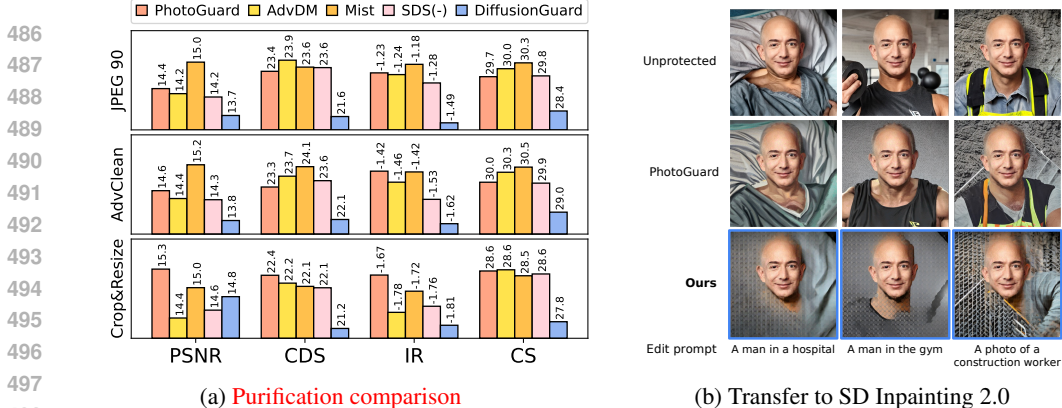 486
487
488
489
490
491
492
493
494
495
496
497
PhotoGuard AdvDM Mist SDS(-) DiffusionGuard
JPEG 90
14.4 14.2 15.0 14.2 13.7 23.4 23.9 23.6 23.6 21.6 -1.23 -1.24 -1.18 -1.28 -1.49 29.7 30.0 30.3 29.8 28.4
AdvClean
14.6 14.4 15.2 14.3 13.8 23.3 23.7 24.1 23.6 22.1 -1.42 -1.46 -1.42 -1.53 -1.62 30.0 30.3 30.5 29.9 29.0
Crop&Resize
15.3 14.4 15.0 14.6 14.8 22.4 22.2 22.1 22.1 21.2 -1.67 -1.78 -1.72 -1.76 -1.81 28.6 28.6 28.5 28.6 27.8
PSNR CDS IR CS
(a) Purification comparison
Unprotected
PhotoGuard
Ours
Edit prompt
A man in a hospital
A man in the gym
A photo of a
construction worker
(b) Transfer to SD Inpainting 2.0